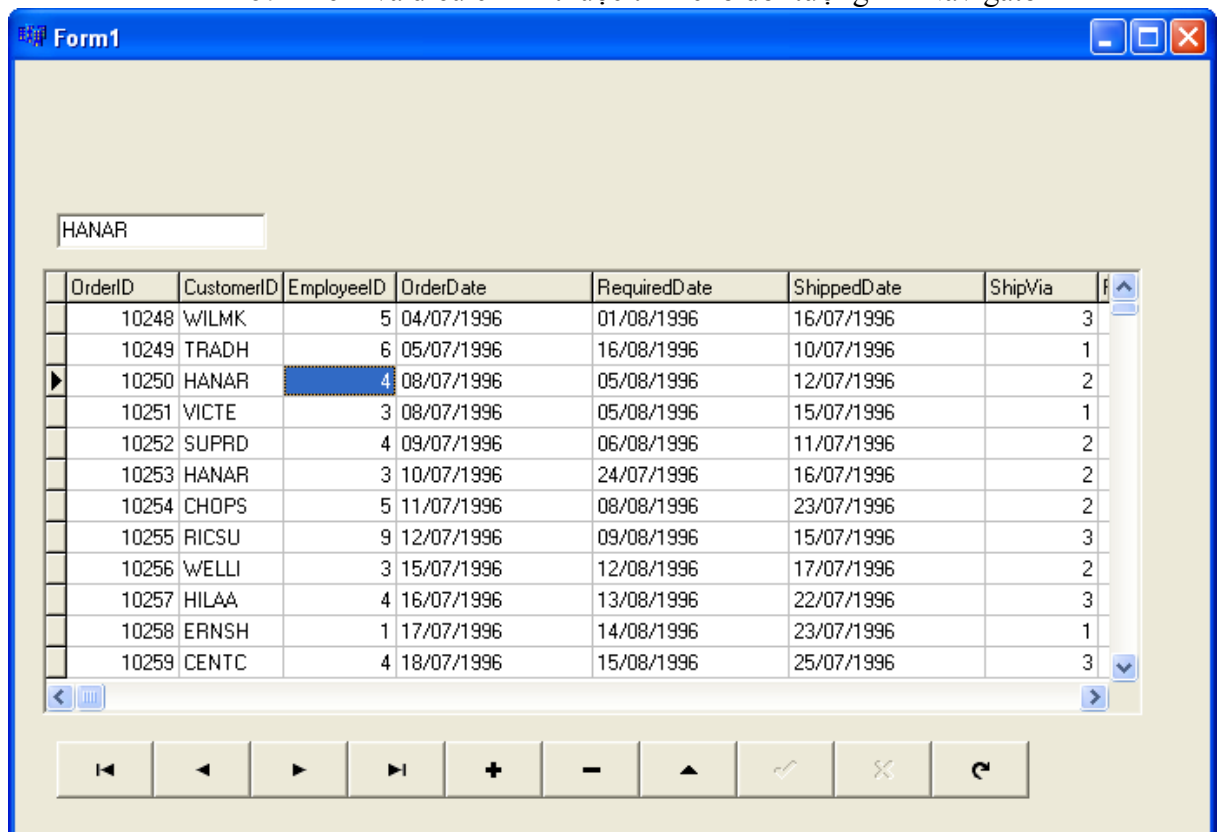 Form1
HANAR
OrderID CustomerID EmployeeID OrderDate RequiredDate ShippedDate ShipVia
10248 WILMK 5 04/07/1996 01/08/1996 16/07/1996 3
10249 TRADH 6 05/07/1996 16/08/1996 10/07/1996 1
10250 HANAR 4 08/07/1996 05/08/1996 12/07/1996 2
10251 VICTE 3 08/07/1996 05/08/1996 15/07/1996 1
10252 SUPRD 4 09/07/1996 06/08/1996 11/07/1996 2
10253 HANAR 3 10/07/1996 24/07/1996 16/07/1996 2
10254 CHOPS 5 11/07/1996 08/08/1996 23/07/1996 2
10255 RICSU 9 12/07/1996 09/08/1996 15/07/1996 3
10256 WELLI 3 15/07/1996 12/08/1996 17/07/1996 2
10257 HILAA 4 16/07/1996 13/08/1996 22/07/1996 3
10258 ERNSH 1 17/07/1996 14/08/1996 23/07/1996 1
10259 CENTC 4 18/07/1996 15/08/1996 25/07/1996 3